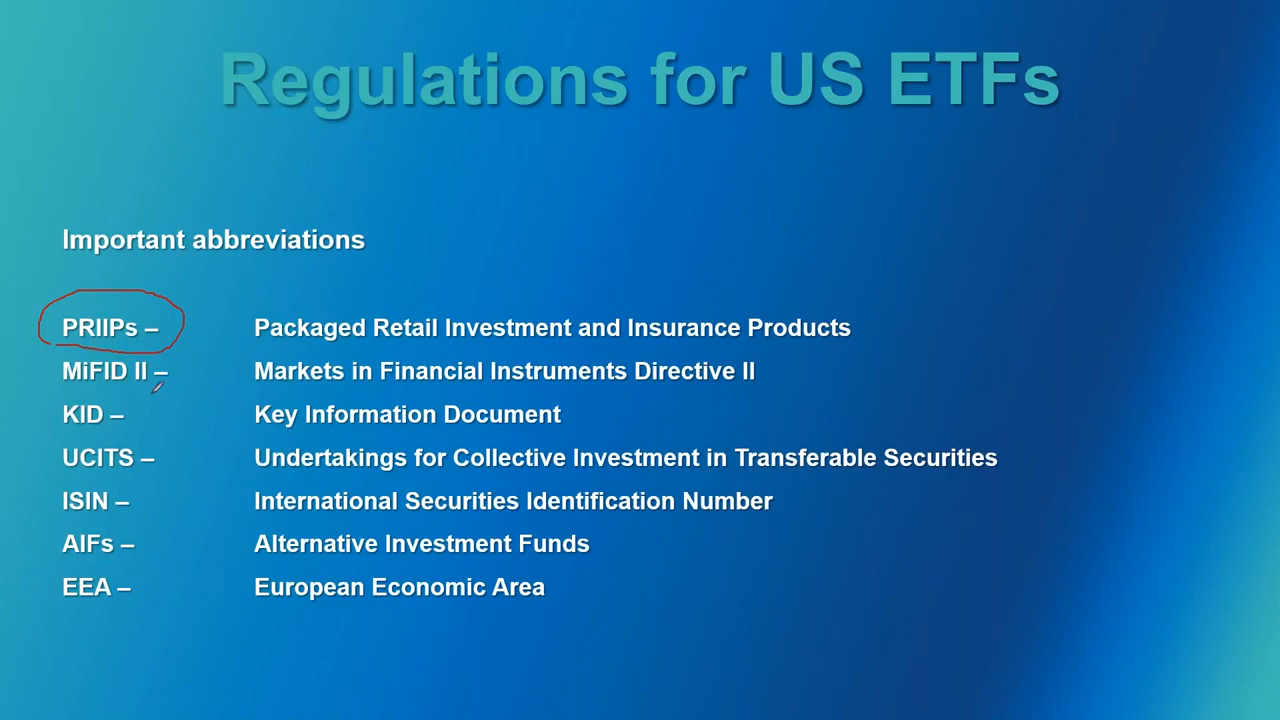 Regulations for US ETFs
Important abbreviations
PRIIPs – Packaged Retail Investment and Insurance Products
MiFID II – Markets in Financial Instruments Directive II
KID – Key Information Document
UCITS – Undertakings for Collective Investment in Transferable Securities
ISIN – International Securities Identification Number
AIFs – Alternative Investment Funds
EEA – European Economic Area